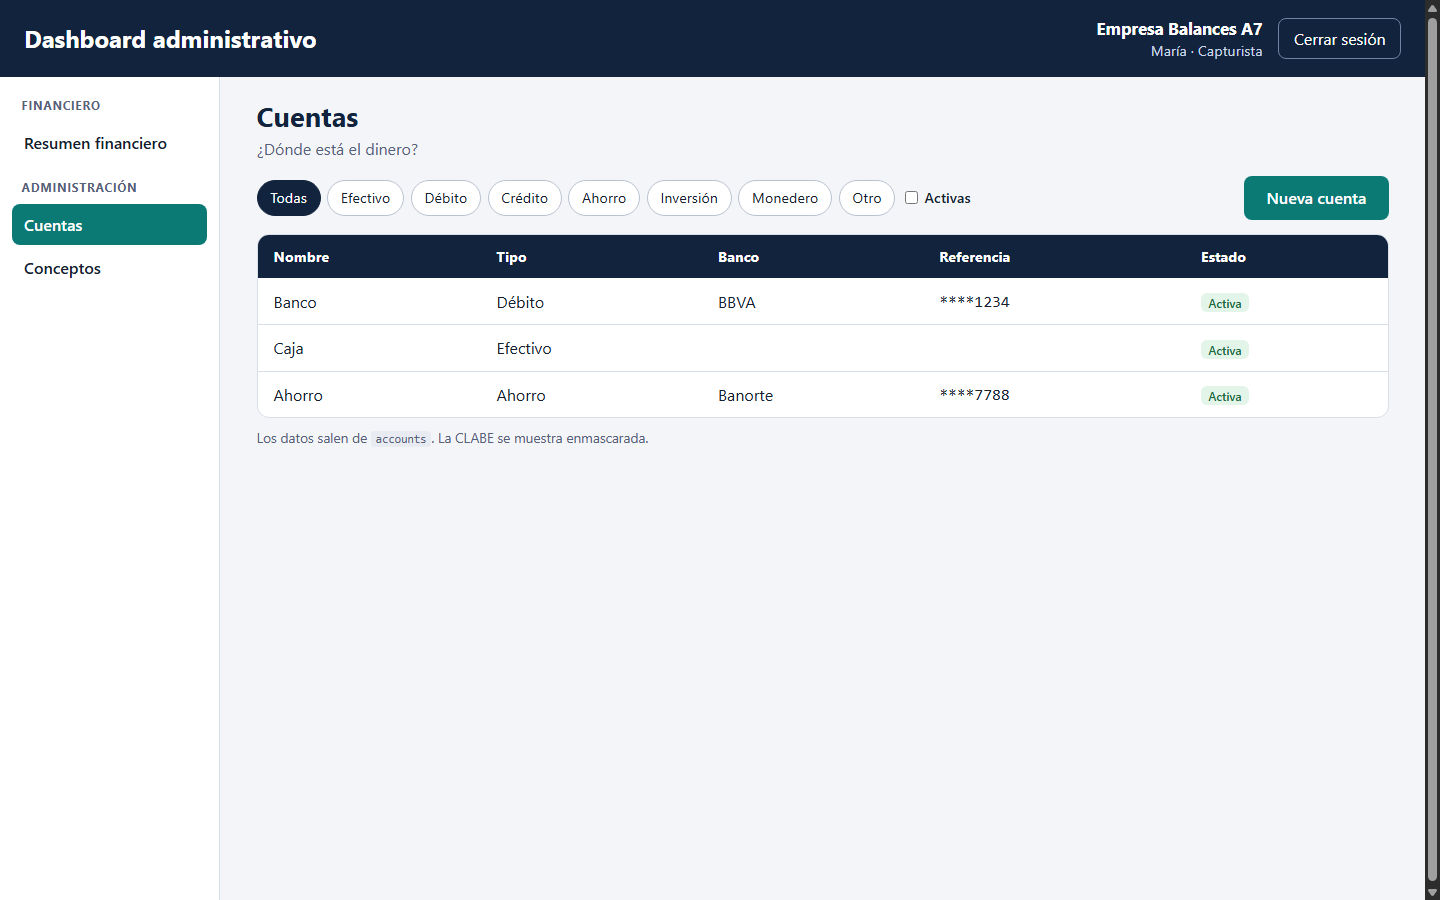 Dashboard administrativo
Empresa Balances A7
María · Capturista
Cerrar sesión
FINANCIERO
Resumen financiero
ADMINISTRACIÓN
Cuentas
Conceptos
Cuentas
¿Dónde está el dinero?
Todas Efectivo Débito Crédito Ahorro Inversión Monedero Otro Activas Nueva cuenta
Nombre Tipo Banco Referencia Estado
Banco Débito BBVA ****1234 Activa
Caja Efectivo Activa
Ahorro Ahorro Banorte ****7788 Activa
Los datos salen de accounts. La CLABE se muestra enmascarada.